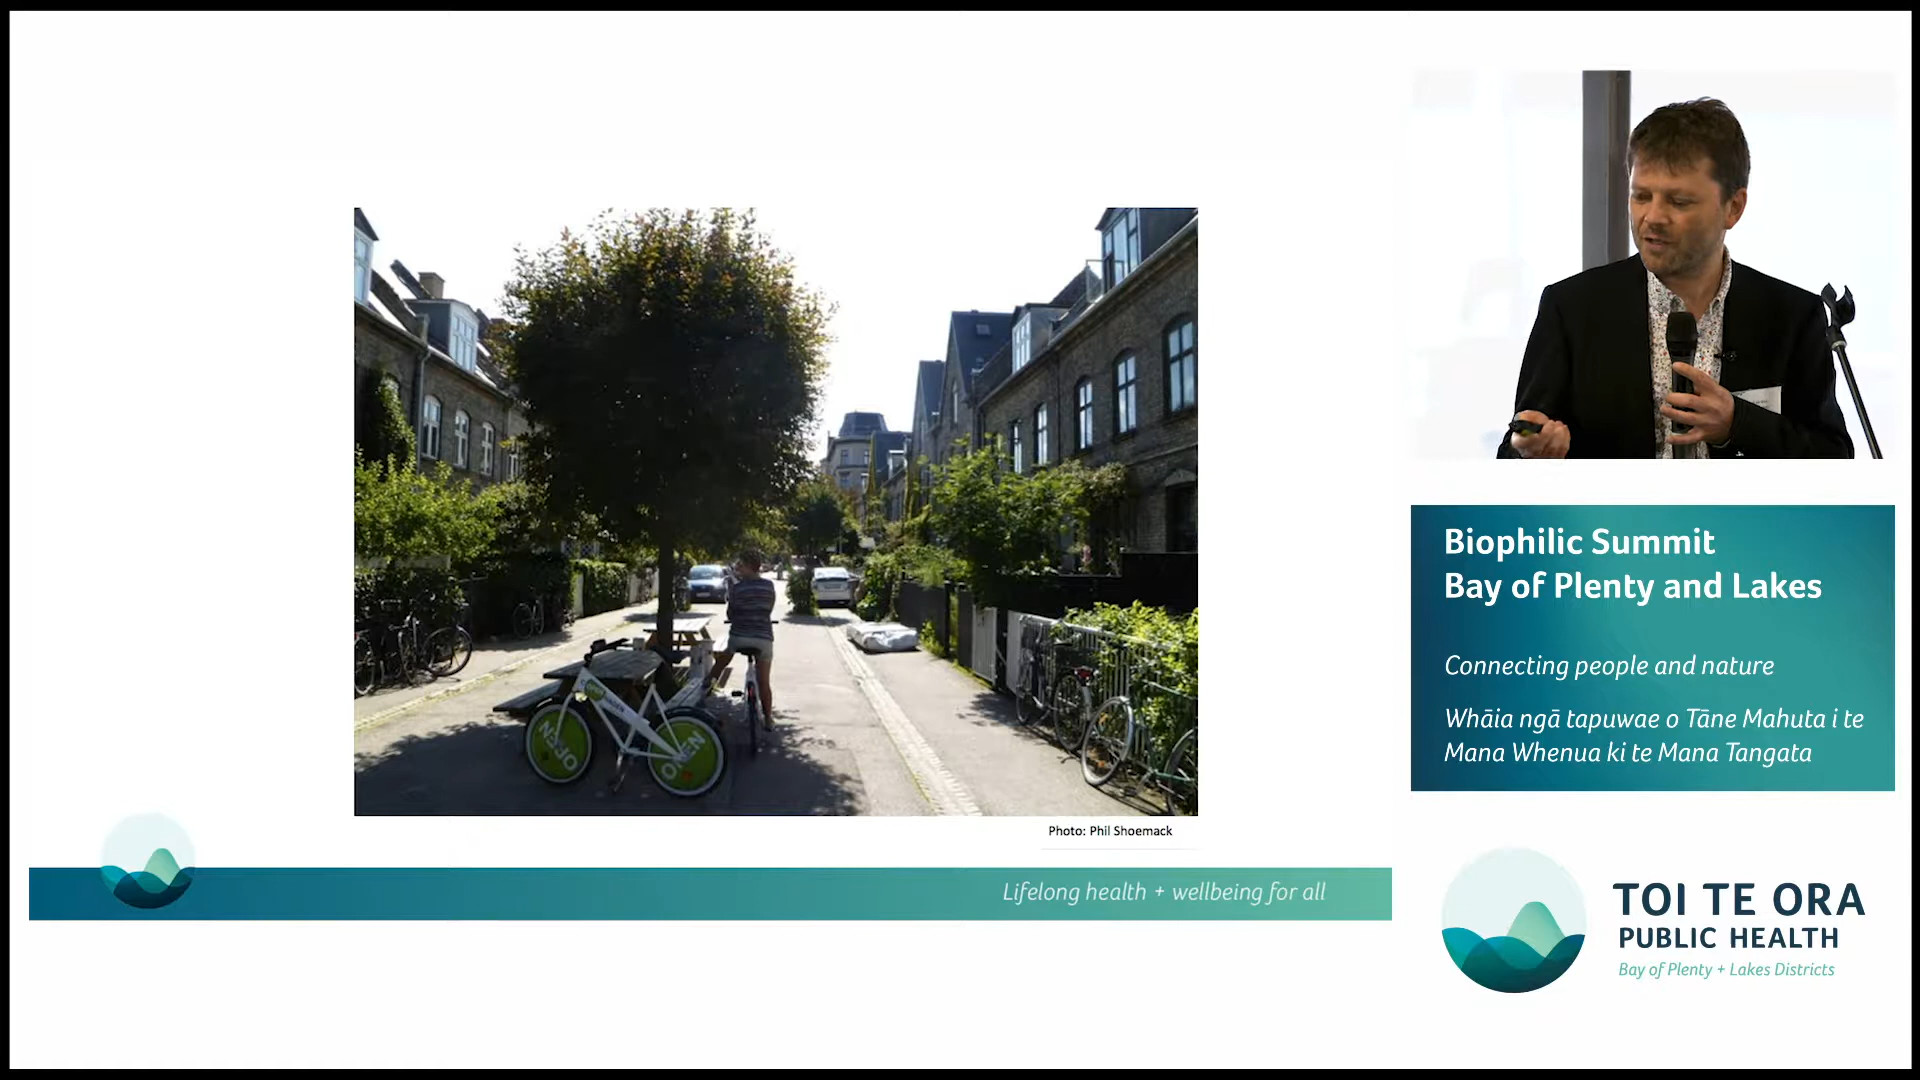 OPEN
OPEN
Photo: Phil Shoemack
Lifelong health + wellbeing for all
Biophilic Summit
Bay of Plenty and Lakes
Connecting people and nature
Whāia ngā tapuwae o Tāne Mahuta i te
Mana Whenua ki te Mana Tangata
TOI TE ORA
PUBLIC HEALTH
Bay of Plenty + Lakes Districts